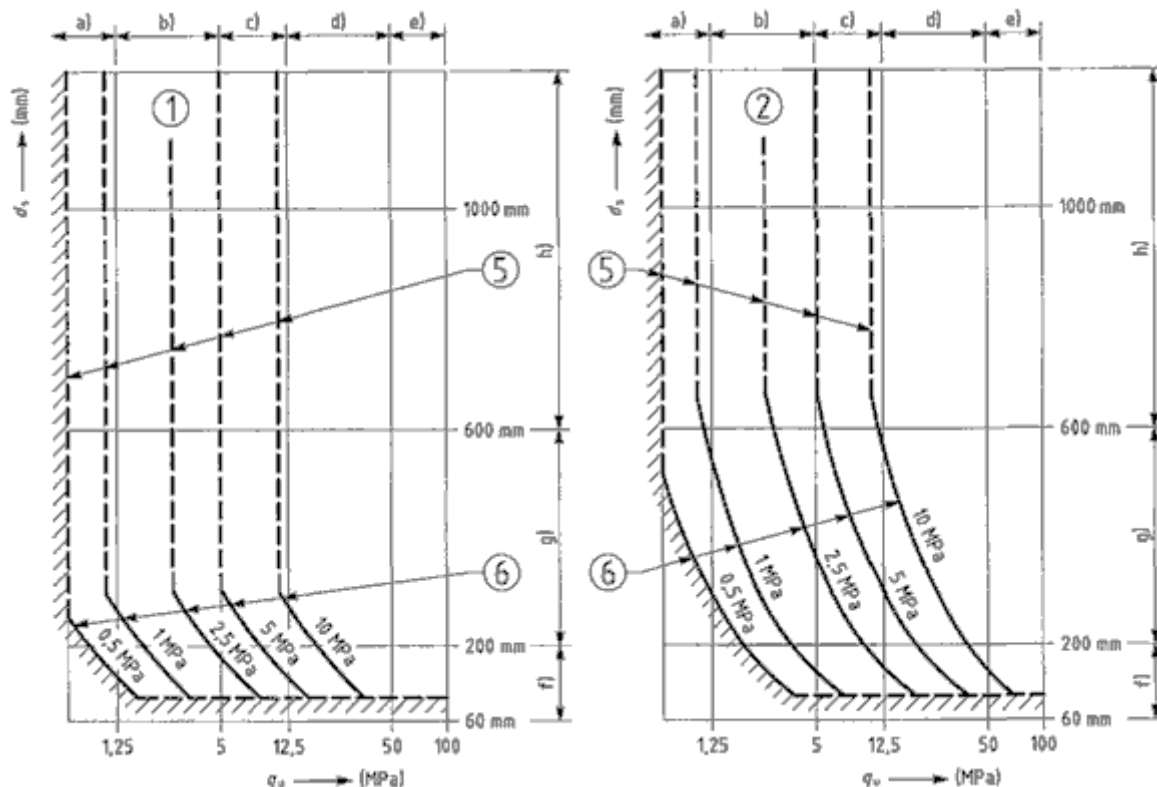 a) b) c) d) e)
d_s (mm)
1
1000 mm
h)
5
600 mm
g)
6
0,5 MPa
1 MPa
2,5 MPa
5 MPa
10 MPa
200 mm
f)
60 mm
1,25 5 12,5 50 100
q_u (MPa)
a) b) c) d) e)
d_s (mm)
2
1000 mm
h)
5
600 mm
g)
6
0,5 MPa
1 MPa
2,5 MPa
5 MPa
10 MPa
200 mm
f)
60 mm
1,25 5 12,5 50 100
q_u (MPa)